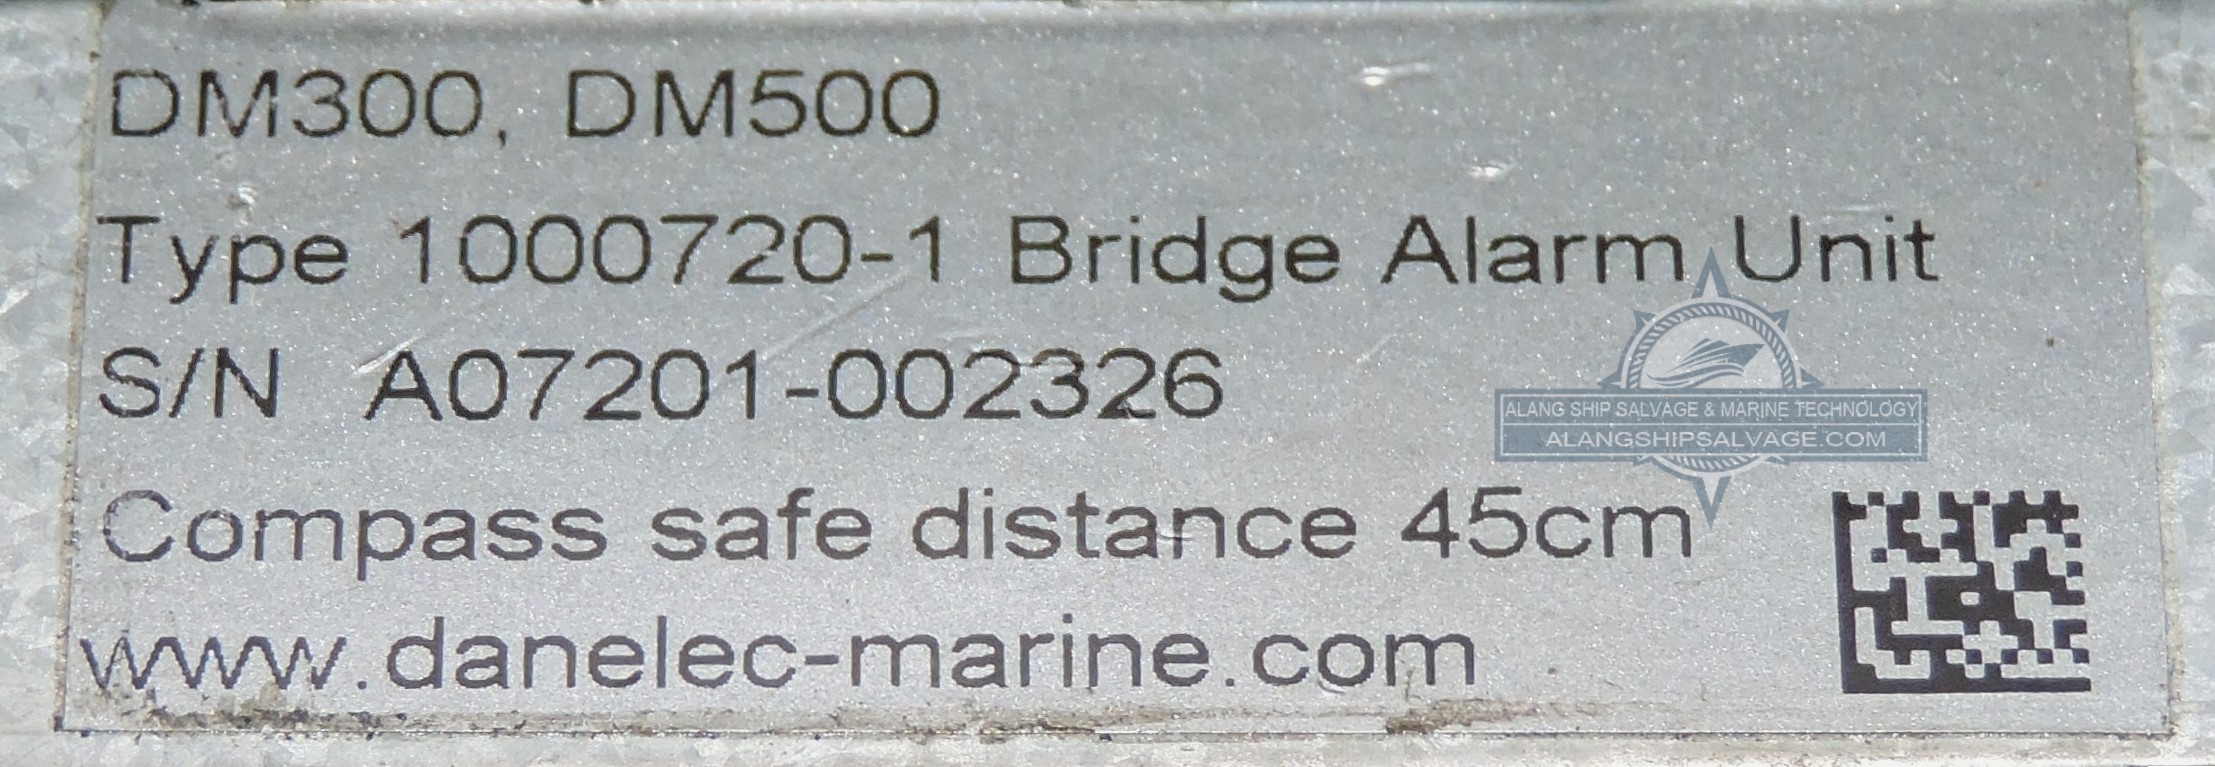 DM300, DM500
Type 1000720-1 Bridge Alarm Unit
S/N A07201-002326
ALANG SHIP SALVAGE & MARINE TECHNOLOGY
ALANGSHIPSALVAGE.COM
Compass safe distance 45cm
www.danelec-marine.com